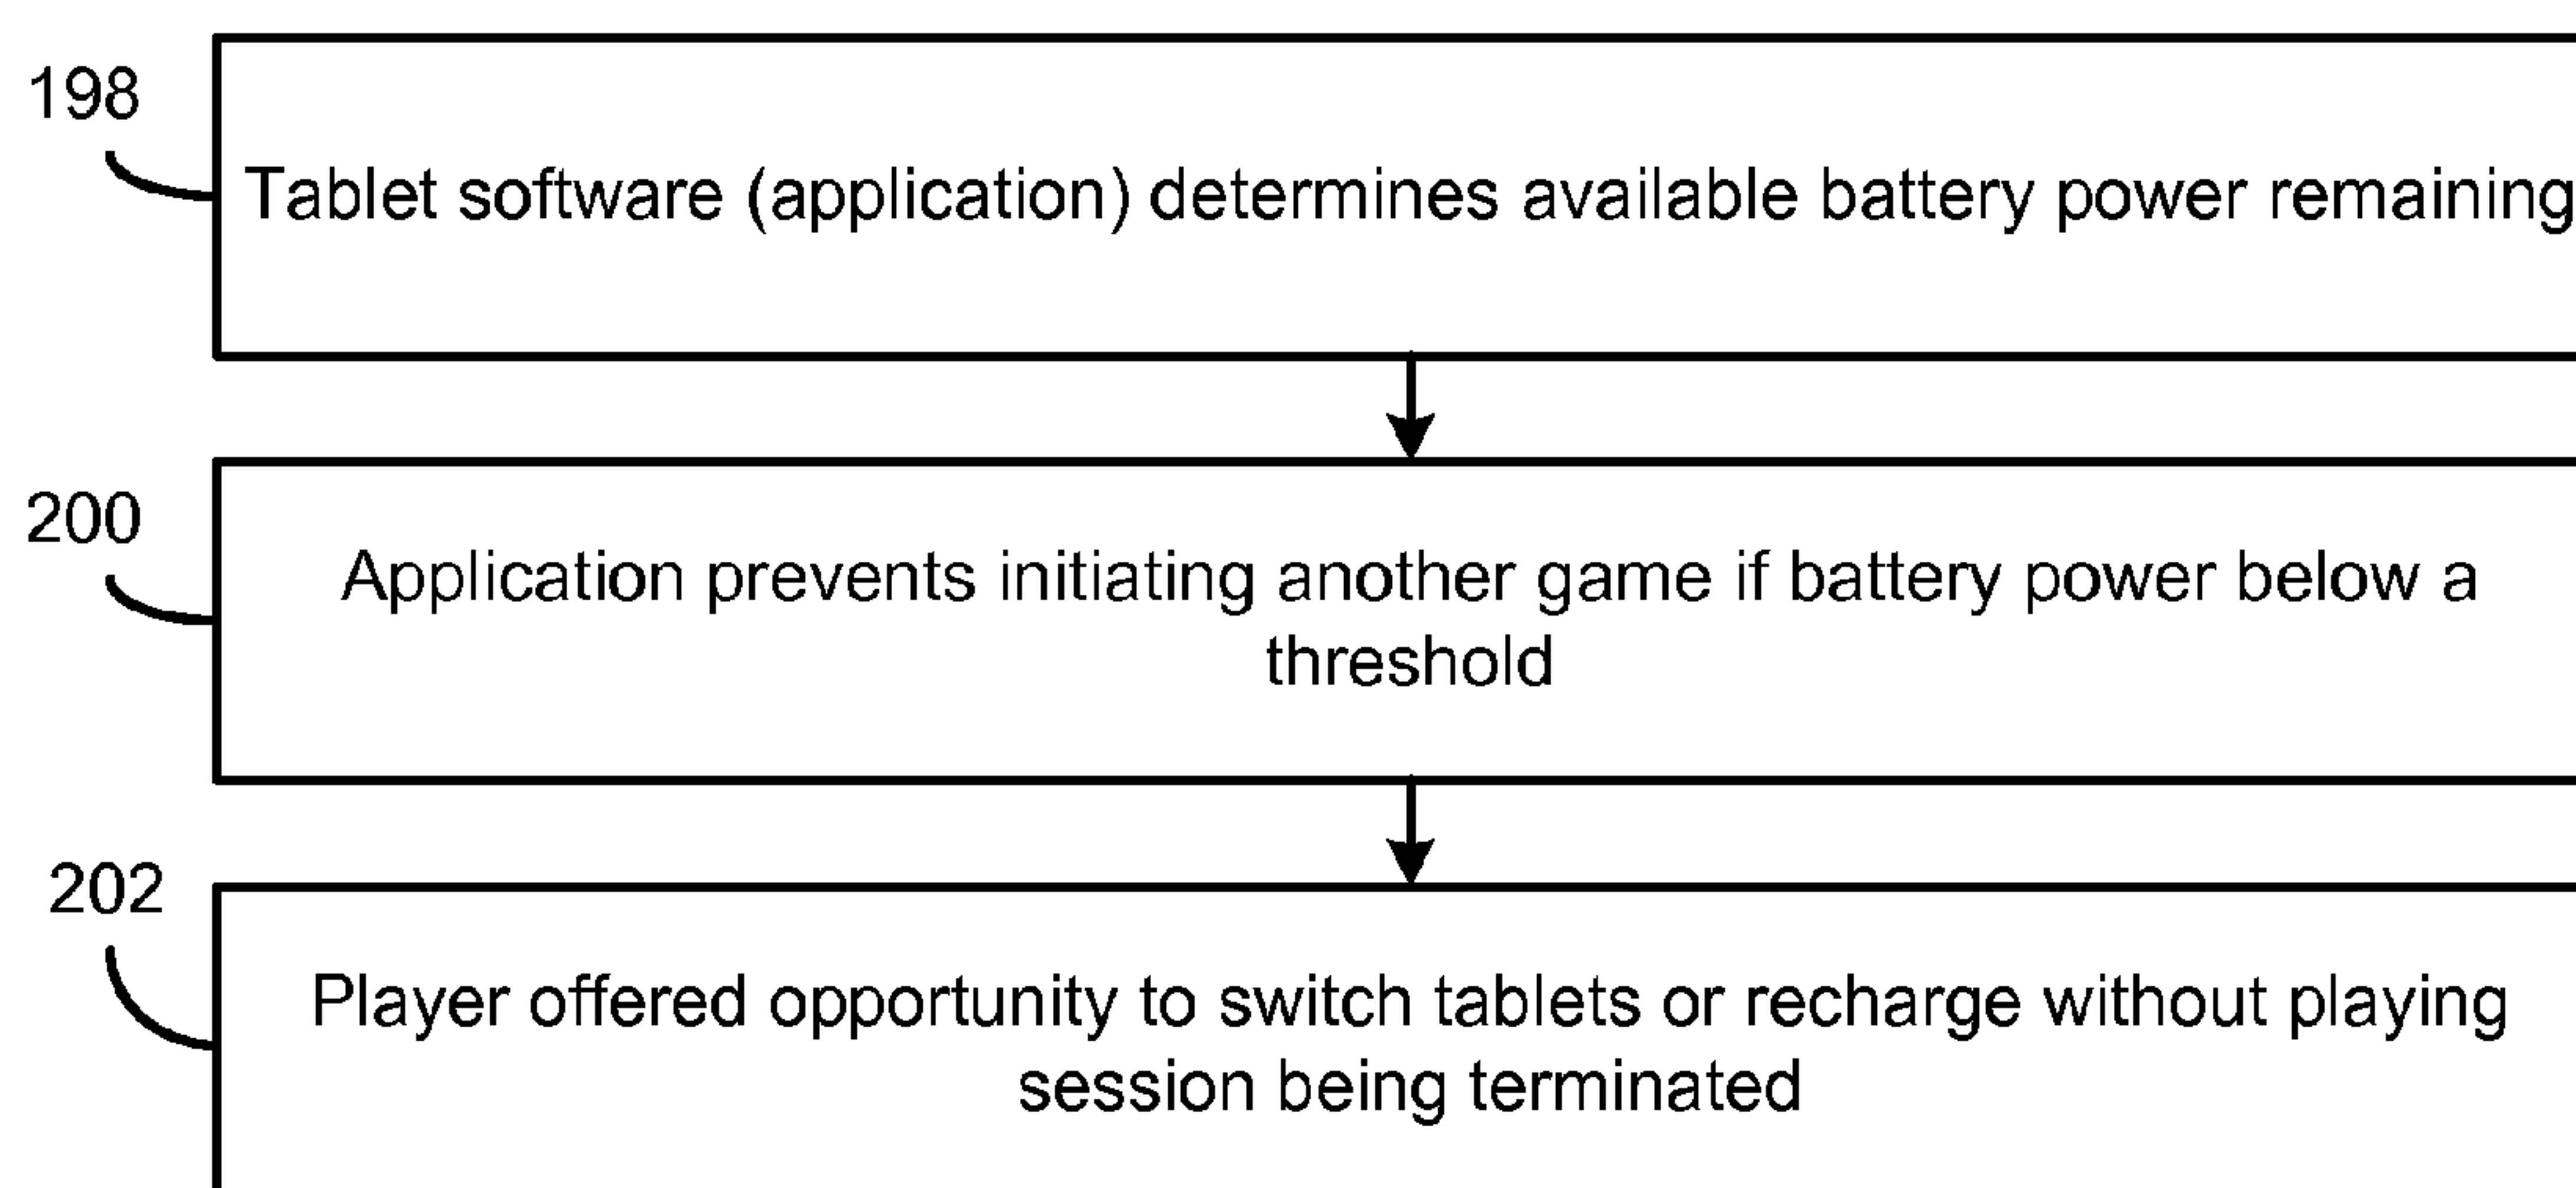 198
Tablet software (application) determines available battery power remaining
200
Application prevents initiating another game if battery power below a
threshold
202
Player offered opportunity to switch tablets or recharge without playing
session being terminated